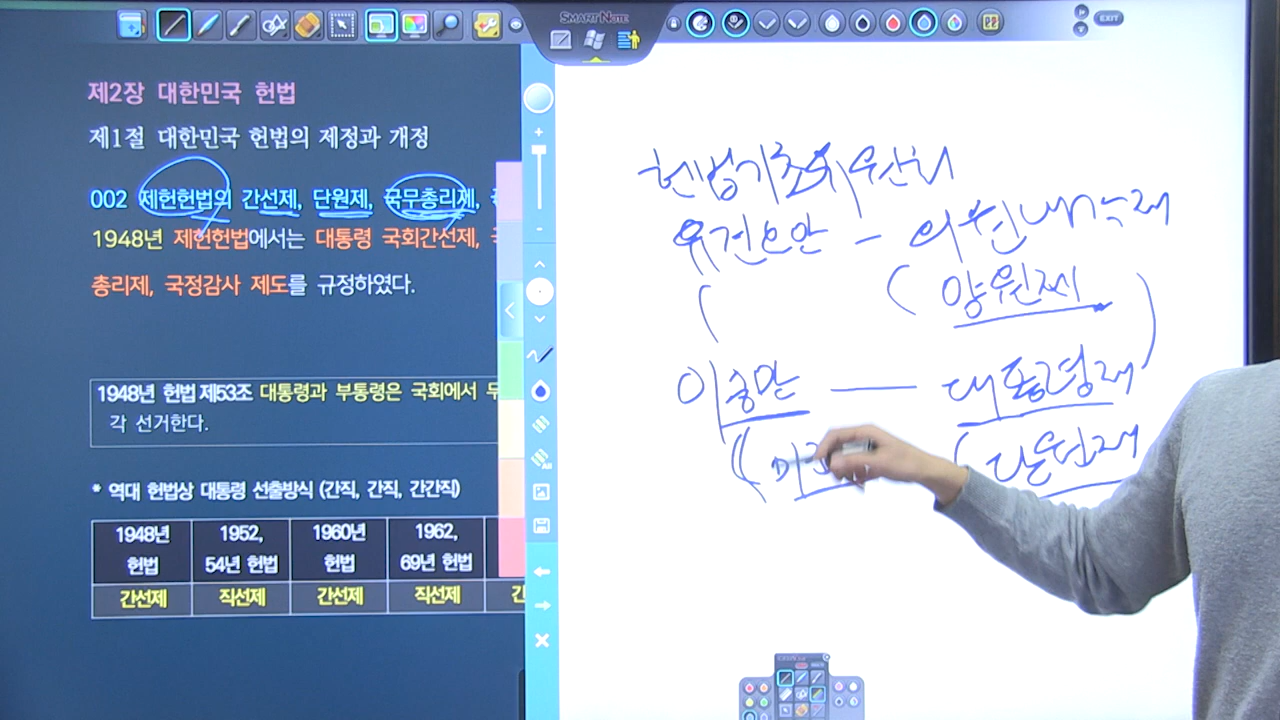 SMART NOTE
EXIT
제2장 대한민국 헌법
제1절 대한민국 헌법의 제정과 개정
002 제헌헌법의 간선제, 단원제, 국무총리제,
1948년 제헌헌법에서는 대통령 국회간선제,
총리제, 국정감사 제도를 규정하였다.
1948년 헌법 제53조 대통령과 부통령은 국회에서 무
각 선거한다.
* 역대 헌법상 대통령 선출방식 (간직, 간직, 간간직)
1948년 헌법 1952, 54년 헌법 1960년 헌법 1962, 69년 헌법
간선제 직선제 간선제 직선제 간
헌법기초위원회
유진오안 - 의원내각제
( ( 양원제 )
이승만 — 대통령제
( 미 ( 단원제